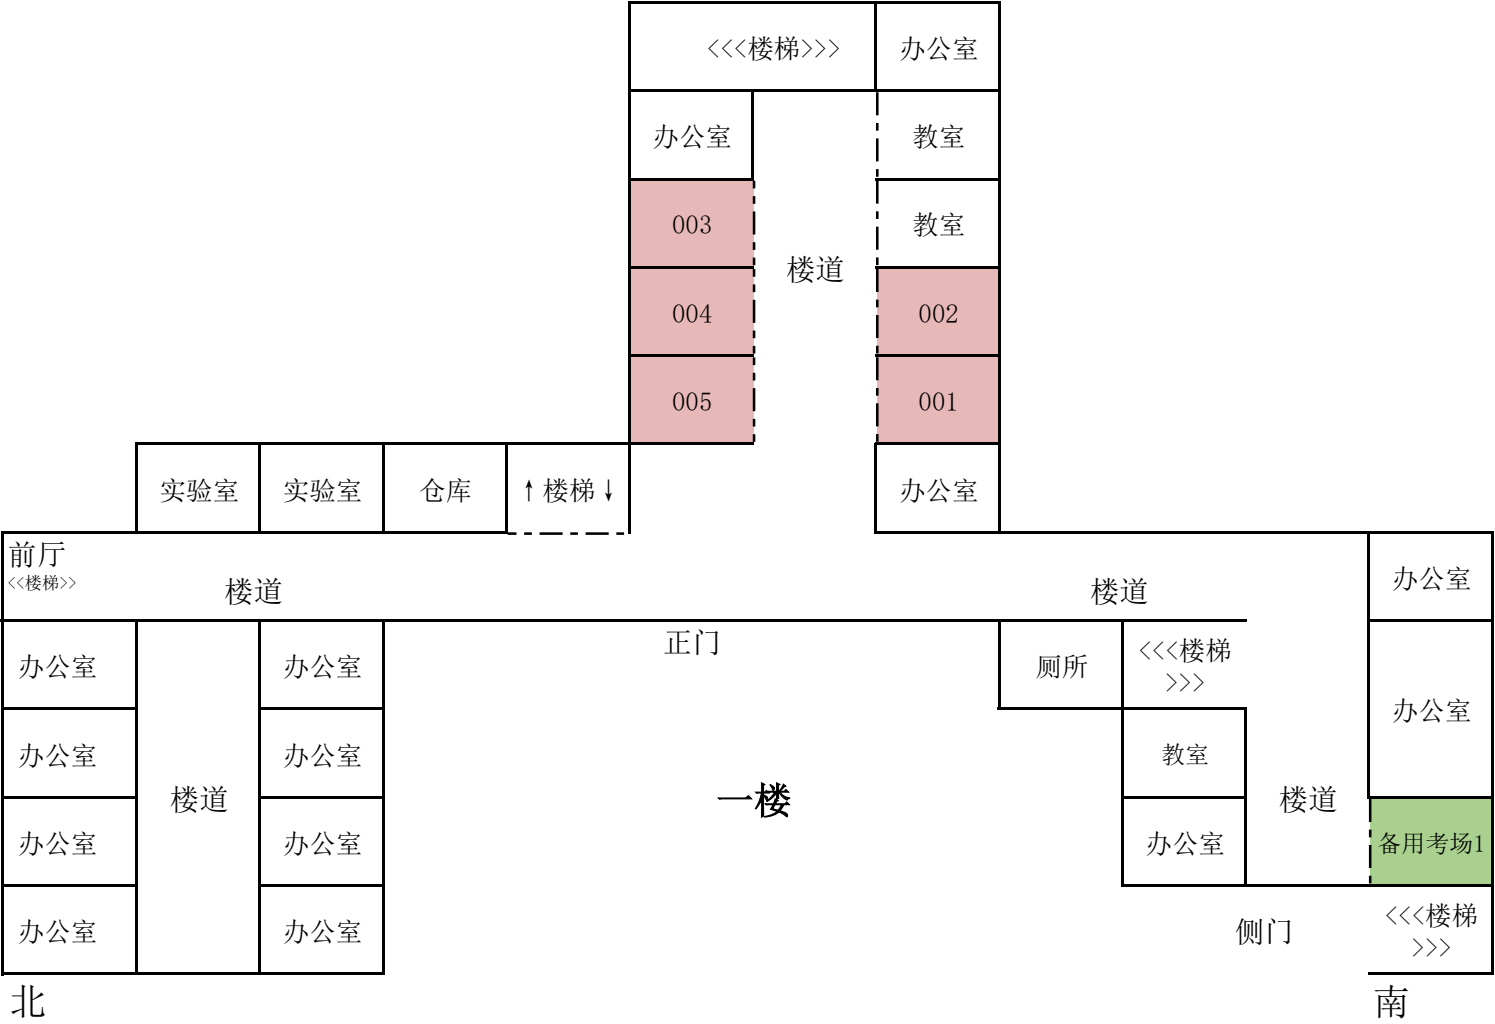 <<<楼梯>>>
办公室
办公室
教室
003
教室
楼道
004
002
005
001
实验室
实验室
仓库
↑楼梯↓
办公室
前厅
<<楼梯>>
楼道
楼道
办公室
正门
办公室
办公室
厕所
<<<楼梯
>>>
办公室
办公室
办公室
教室
一楼
楼道
楼道
办公室
办公室
办公室
备用考场1
办公室
办公室
侧门
<<<楼梯
>>>
北
南